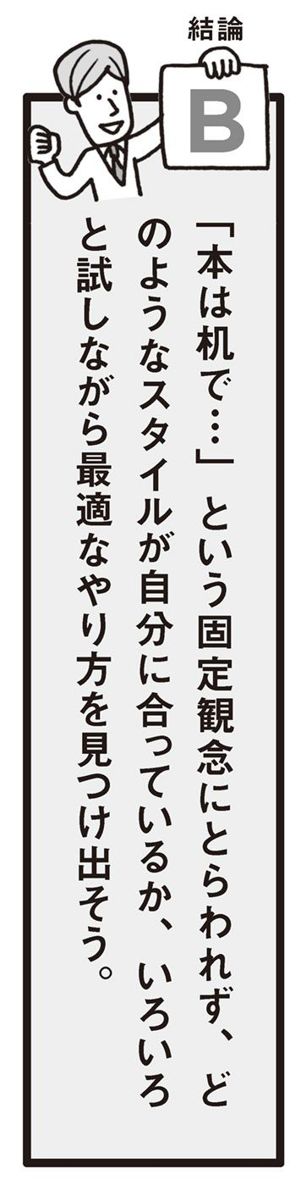 結論
B
「本は机で…」という固定観念にとらわれず、ど
のようなスタイルが自分に合っているか、いろいろ
と試しながら最適なやり方を見つけ出そう。